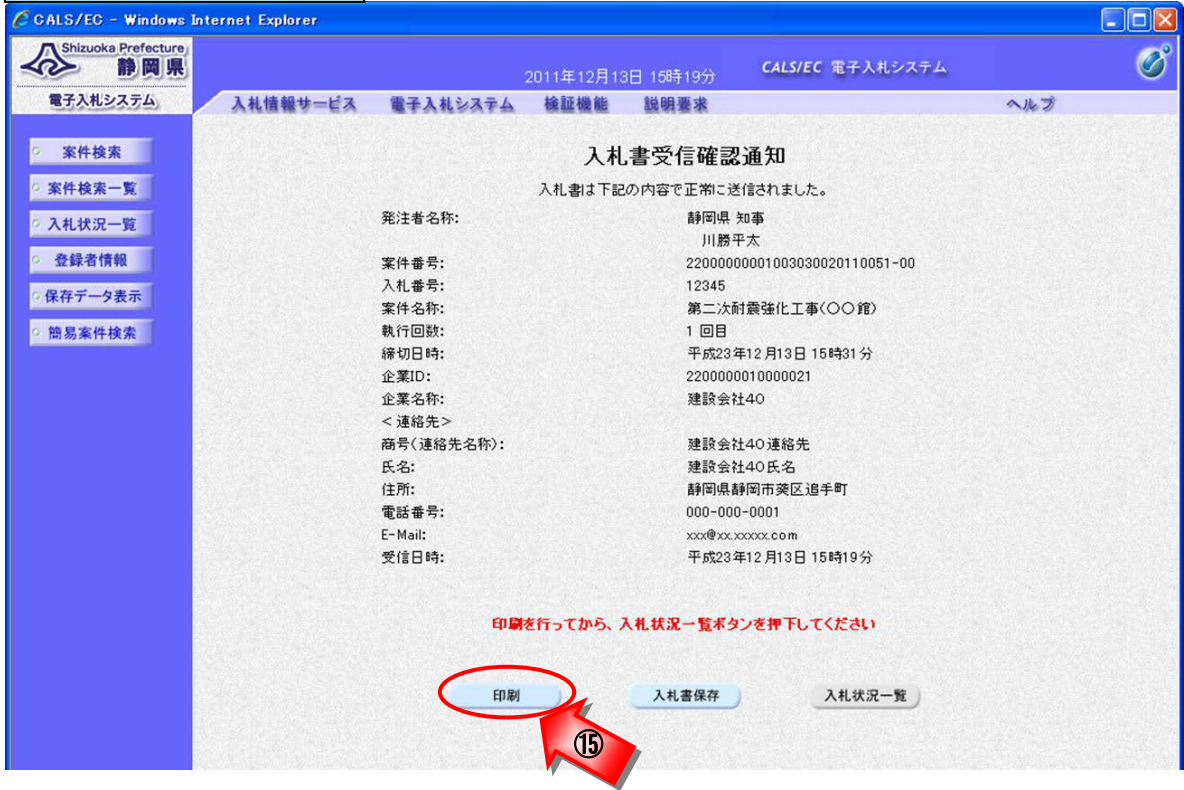 CALS/EC - Windows Internet Explorer
Shizuoka Prefecture
静岡県
2011年12月13日 15時19分
CALS/EC 電子入札システム
電子入札システム
入札情報サービス 電子入札システム 検証機能 説明要求 ヘルプ
案件検索
案件検索一覧
入札状況一覧
登録者情報
保存データ表示
簡易案件検索
入札書受信確認通知
入札書は下記の内容で正常に送信されました。
発注者名称: 静岡県 知事
川勝平太
案件番号: 22000000001003030020110051-00
入札番号: 12345
案件名称: 第二次耐震強化工事(〇〇館)
執行回数: 1 回目
締切日時: 平成23年12月13日 15時31分
企業ID: 2200000010000021
企業名称: 建設会社40
<連絡先>
商号(連絡先名称): 建設会社40連絡先
氏名: 建設会社40氏名
住所: 静岡県静岡市葵区追手町
電話番号: 000-000-0001
E-Mail: xxx@xx.xxxxx.com
受信日時: 平成23年12月13日 15時19分
印刷を行ってから、入札状況一覧ボタンを押下してください
印刷 入札書保存 入札状況一覧
⑮